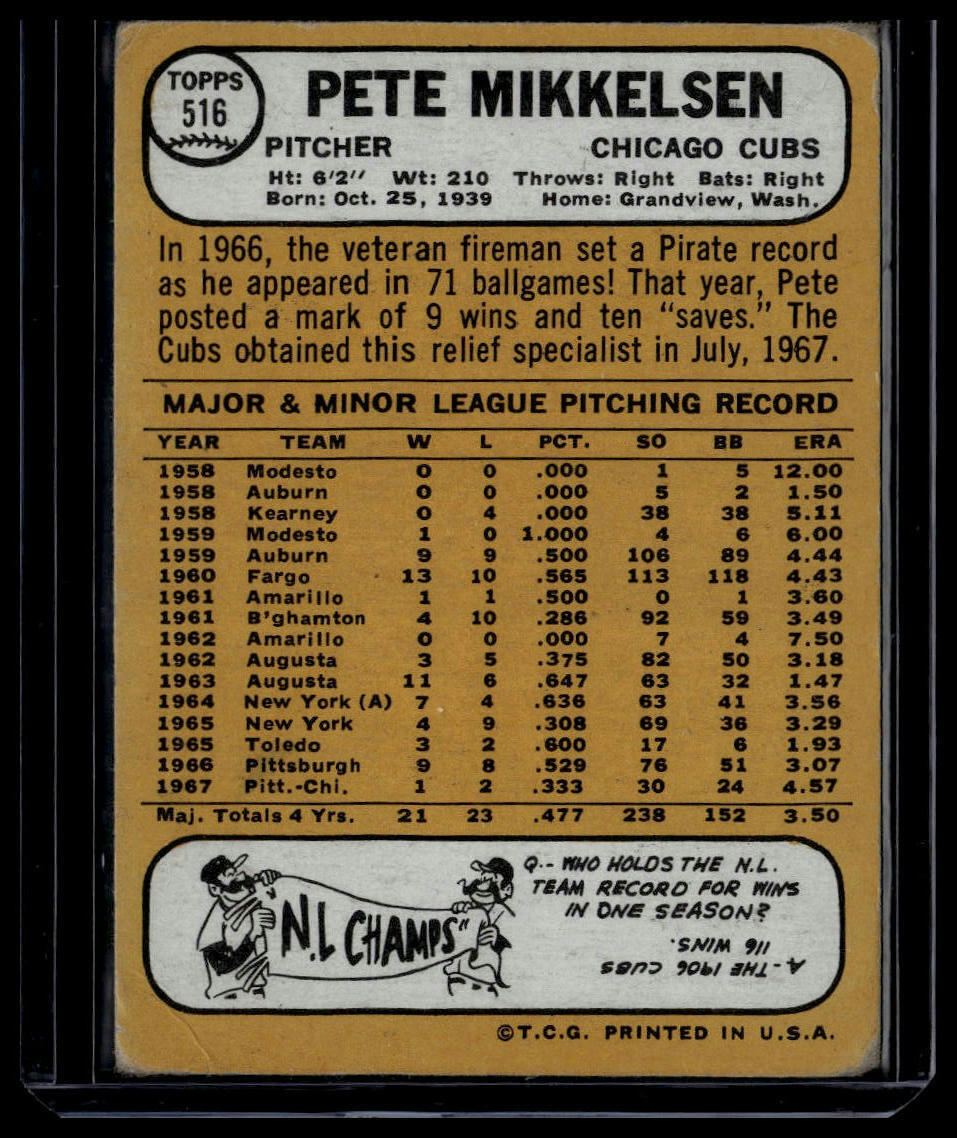 TOPPS
516
PETE MIKKELSEN
PITCHER CHICAGO CUBS
Ht: 6'2" Wt: 210 Throws: Right Bats: Right
Born: Oct. 25, 1939 Home: Grandview, Wash.
In 1966, the veteran fireman set a Pirate record
as he appeared in 71 ballgames! That year, Pete
posted a mark of 9 wins and ten "saves." The
Cubs obtained this relief specialist in July, 1967.
MAJOR & MINOR LEAGUE PITCHING RECORD
YEAR TEAM W L PCT. SO BB ERA
1958 Modesto 0 0 .000 1 5 12.00
1958 Auburn 0 0 .000 5 2 1.50
1958 Kearney 0 4 .000 38 38 5.11
1959 Modesto 1 0 1.000 4 6 6.00
1959 Auburn 9 9 .500 106 89 4.44
1960 Fargo 13 10 .565 113 118 4.43
1961 Amarillo 1 1 .500 0 1 3.60
1961 B'ghamton 4 10 .286 92 59 3.49
1962 Amarillo 0 0 .000 7 4 7.50
1962 Augusta 3 5 .375 82 50 3.18
1963 Augusta 11 6 .647 63 32 1.47
1964 New York (A) 7 4 .636 63 41 3.56
1965 New York 4 9 .308 69 36 3.29
1965 Toledo 3 2 .600 17 6 1.93
1966 Pittsburgh 9 8 .529 76 51 3.07
1967 Pitt.-Chi. 1 2 .333 30 24 4.57
Maj. Totals 4 Yrs. 21 23 .477 238 152 3.50
"N.L CHAMPS"
Q.-- WHO HOLDS THE N.L.
TEAM RECORD FOR WINS
IN ONE SEASON?
A.-THE 1906 CUBS
116 WINS.
©T.C.G. PRINTED IN U.S.A.